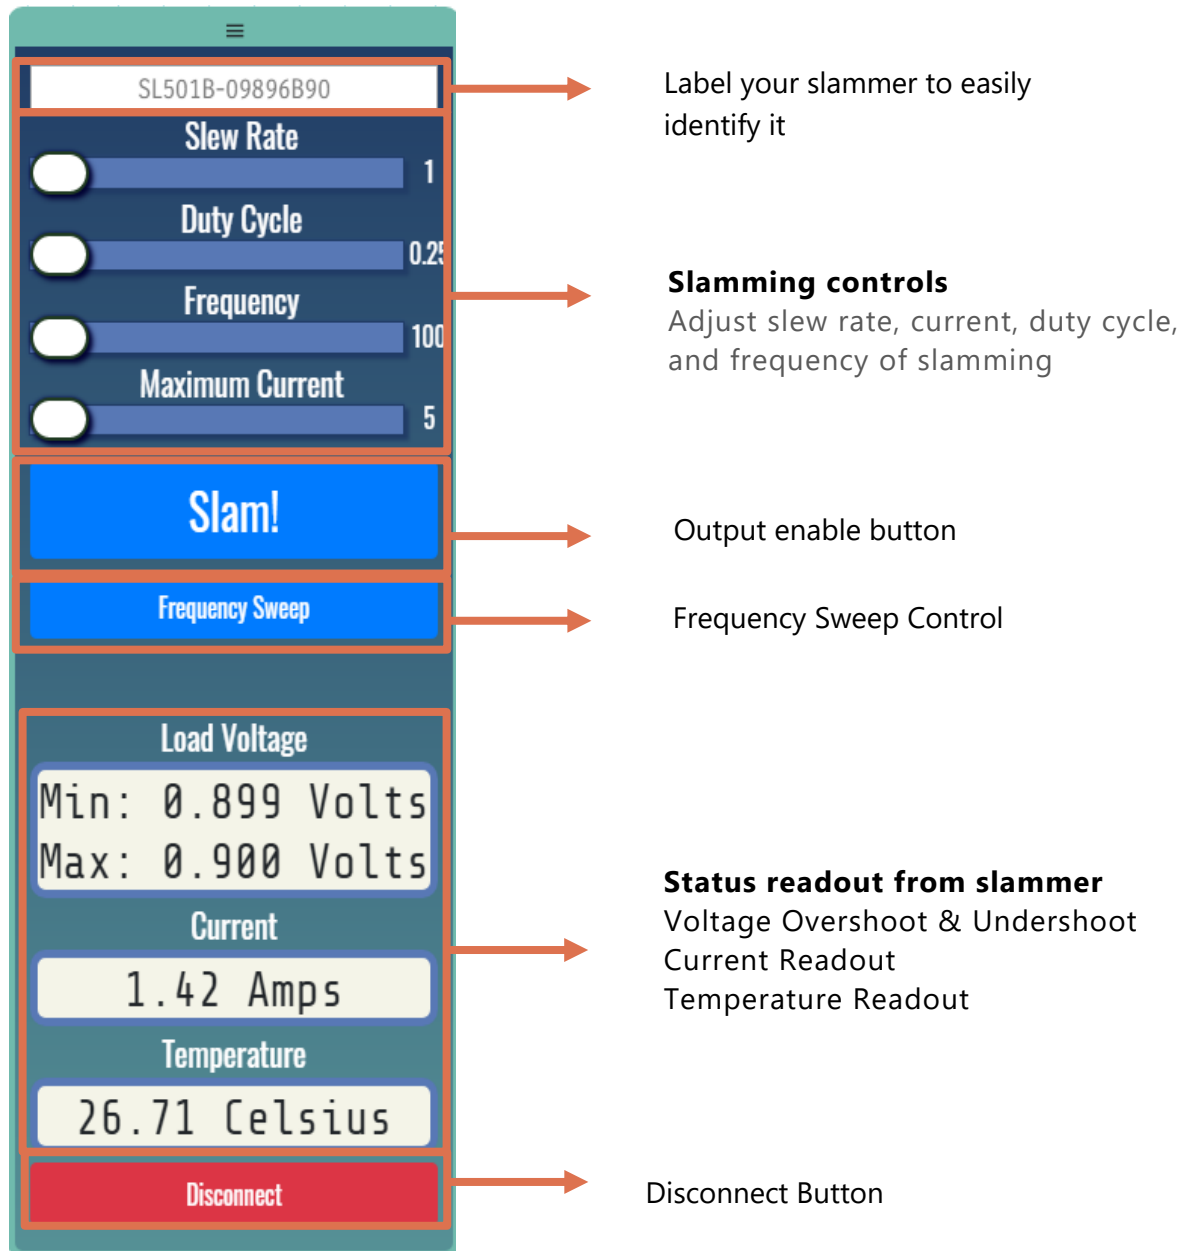 SL501B-09896B90
Label your slammer to easily
identify it
Slew Rate
1
Duty Cycle
0.25
Frequency
100
Maximum Current
5
Slamming controls
Adjust slew rate, current, duty cycle,
and frequency of slamming
Slam!
Output enable button
Frequency Sweep
Frequency Sweep Control
Load Voltage
Min: 0.899 Volts
Max: 0.900 Volts
Current
1.42 Amps
Temperature
26.71 Celsius
Status readout from slammer
Voltage Overshoot & Undershoot
Current Readout
Temperature Readout
Disconnect
Disconnect Button